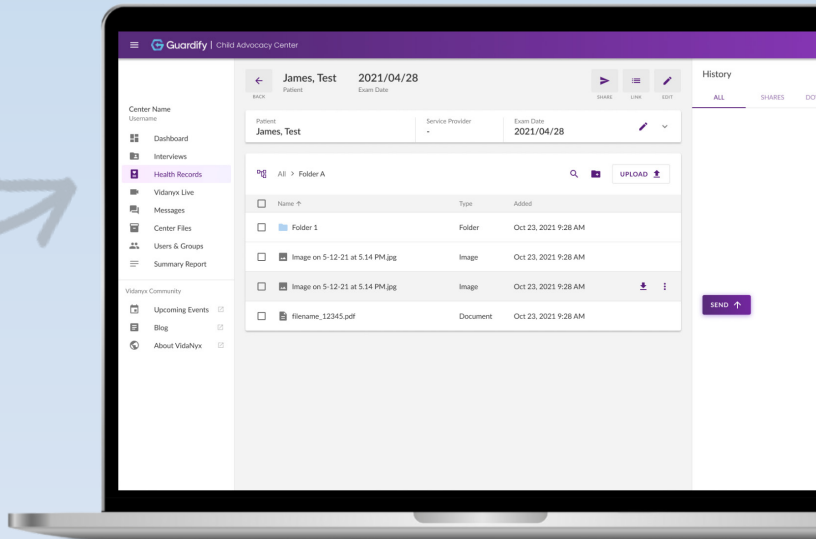 Guardify | Child Advocacy Center
Center Name
Username
Dashboard
Interviews
Health Records
Vidanyx Live
Messages
Center Files
Users & Groups
Summary Report
Vidanyx Community
Upcoming Events
Blog
About VidaNyx
BACK
James, Test 2021/04/28
Patient Exam Date
SHARE LINK EDIT
Patient Service Provider Exam Date
James, Test - 2021/04/28
All > Folder A UPLOAD
Name ↑ Type Added
Folder 1 Folder Oct 23, 2021 9:28 AM
Image on 5-12-21 at 5.14 PM.jpg Image Oct 23, 2021 9:28 AM
Image on 5-12-21 at 5.14 PM.jpg Image Oct 23, 2021 9:28 AM
filename_12345.pdf Document Oct 23, 2021 9:28 AM
History
ALL SHARES
SEND ↑